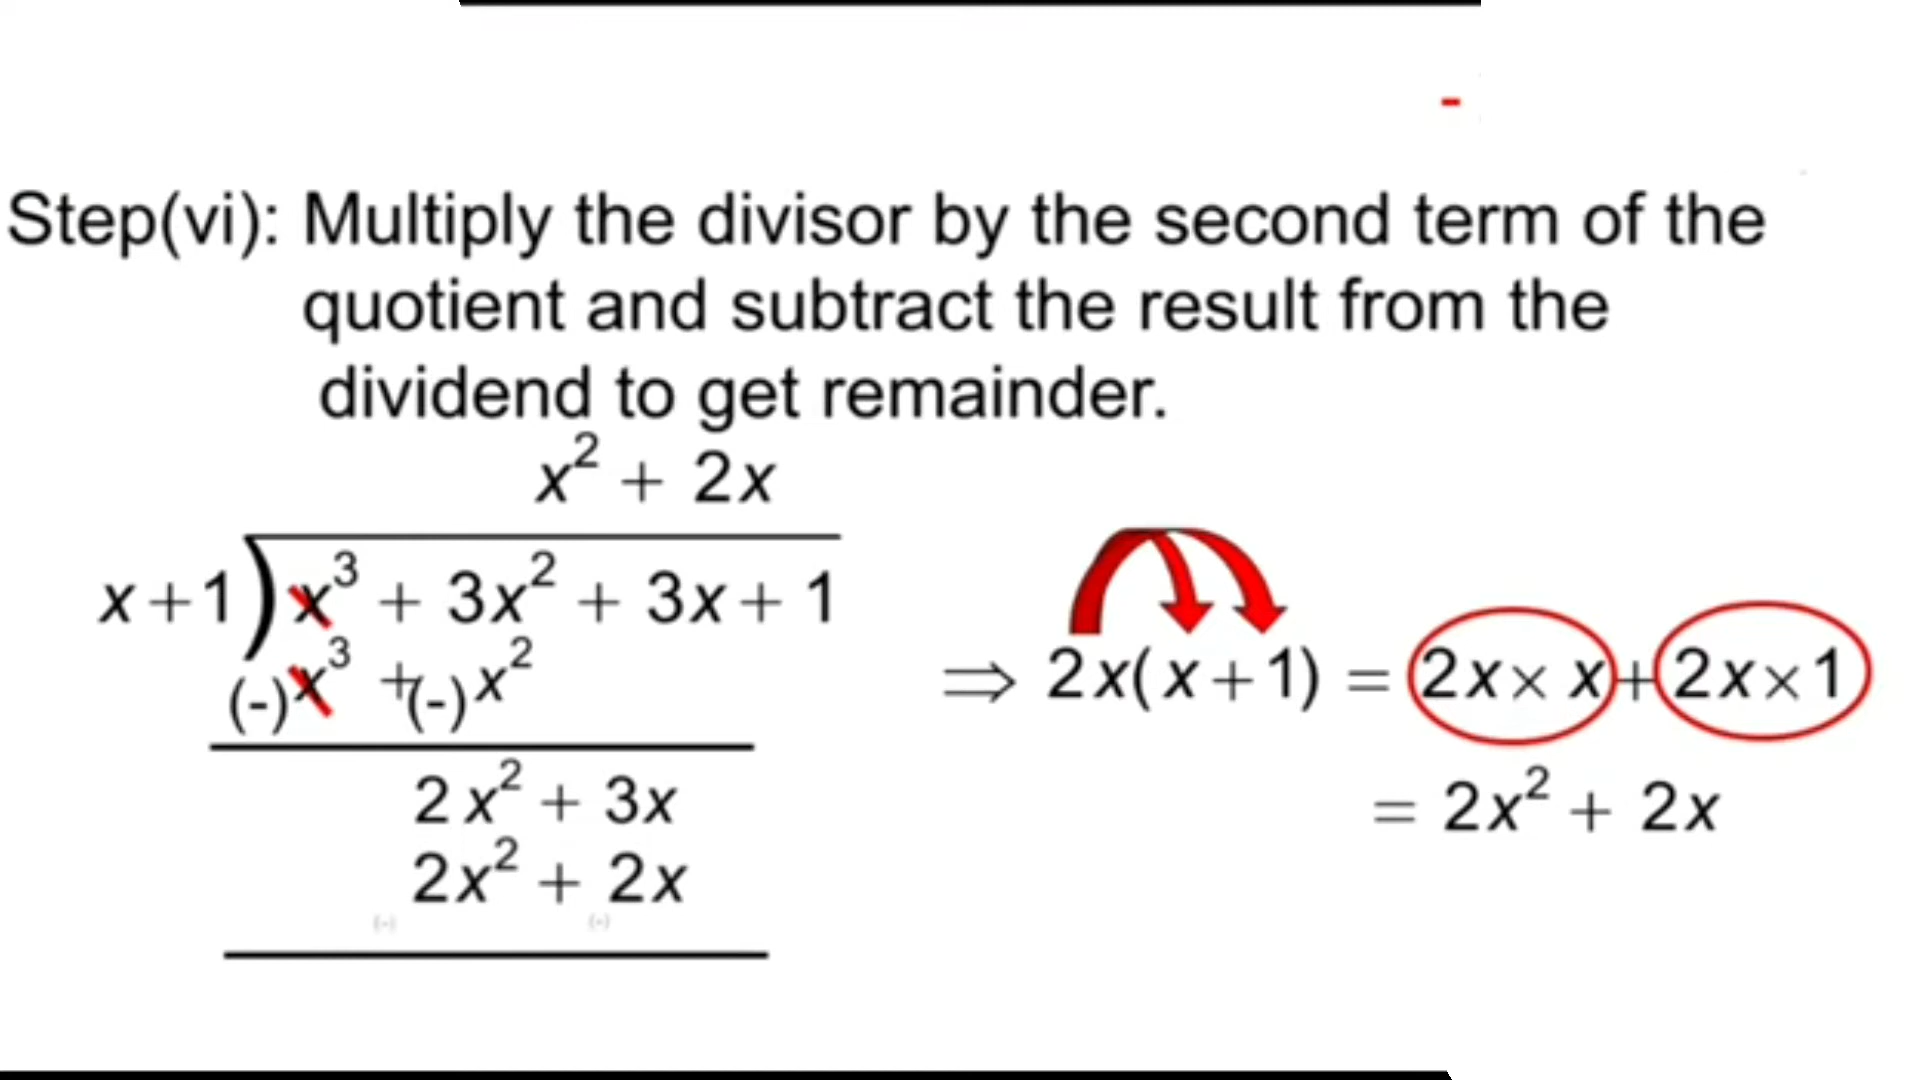 Step(vi): Multiply the divisor by the second term of the
quotient and subtract the result from the
dividend to get remainder.
x² + 2x
x+1)x³ + 3x² + 3x+ 1
(-)x³ +(-)x²
2x² + 3x
2x² + 2x
(-) (-)
⇒ 2x(x+1) = 2x× x+2x×1
= 2x² + 2x